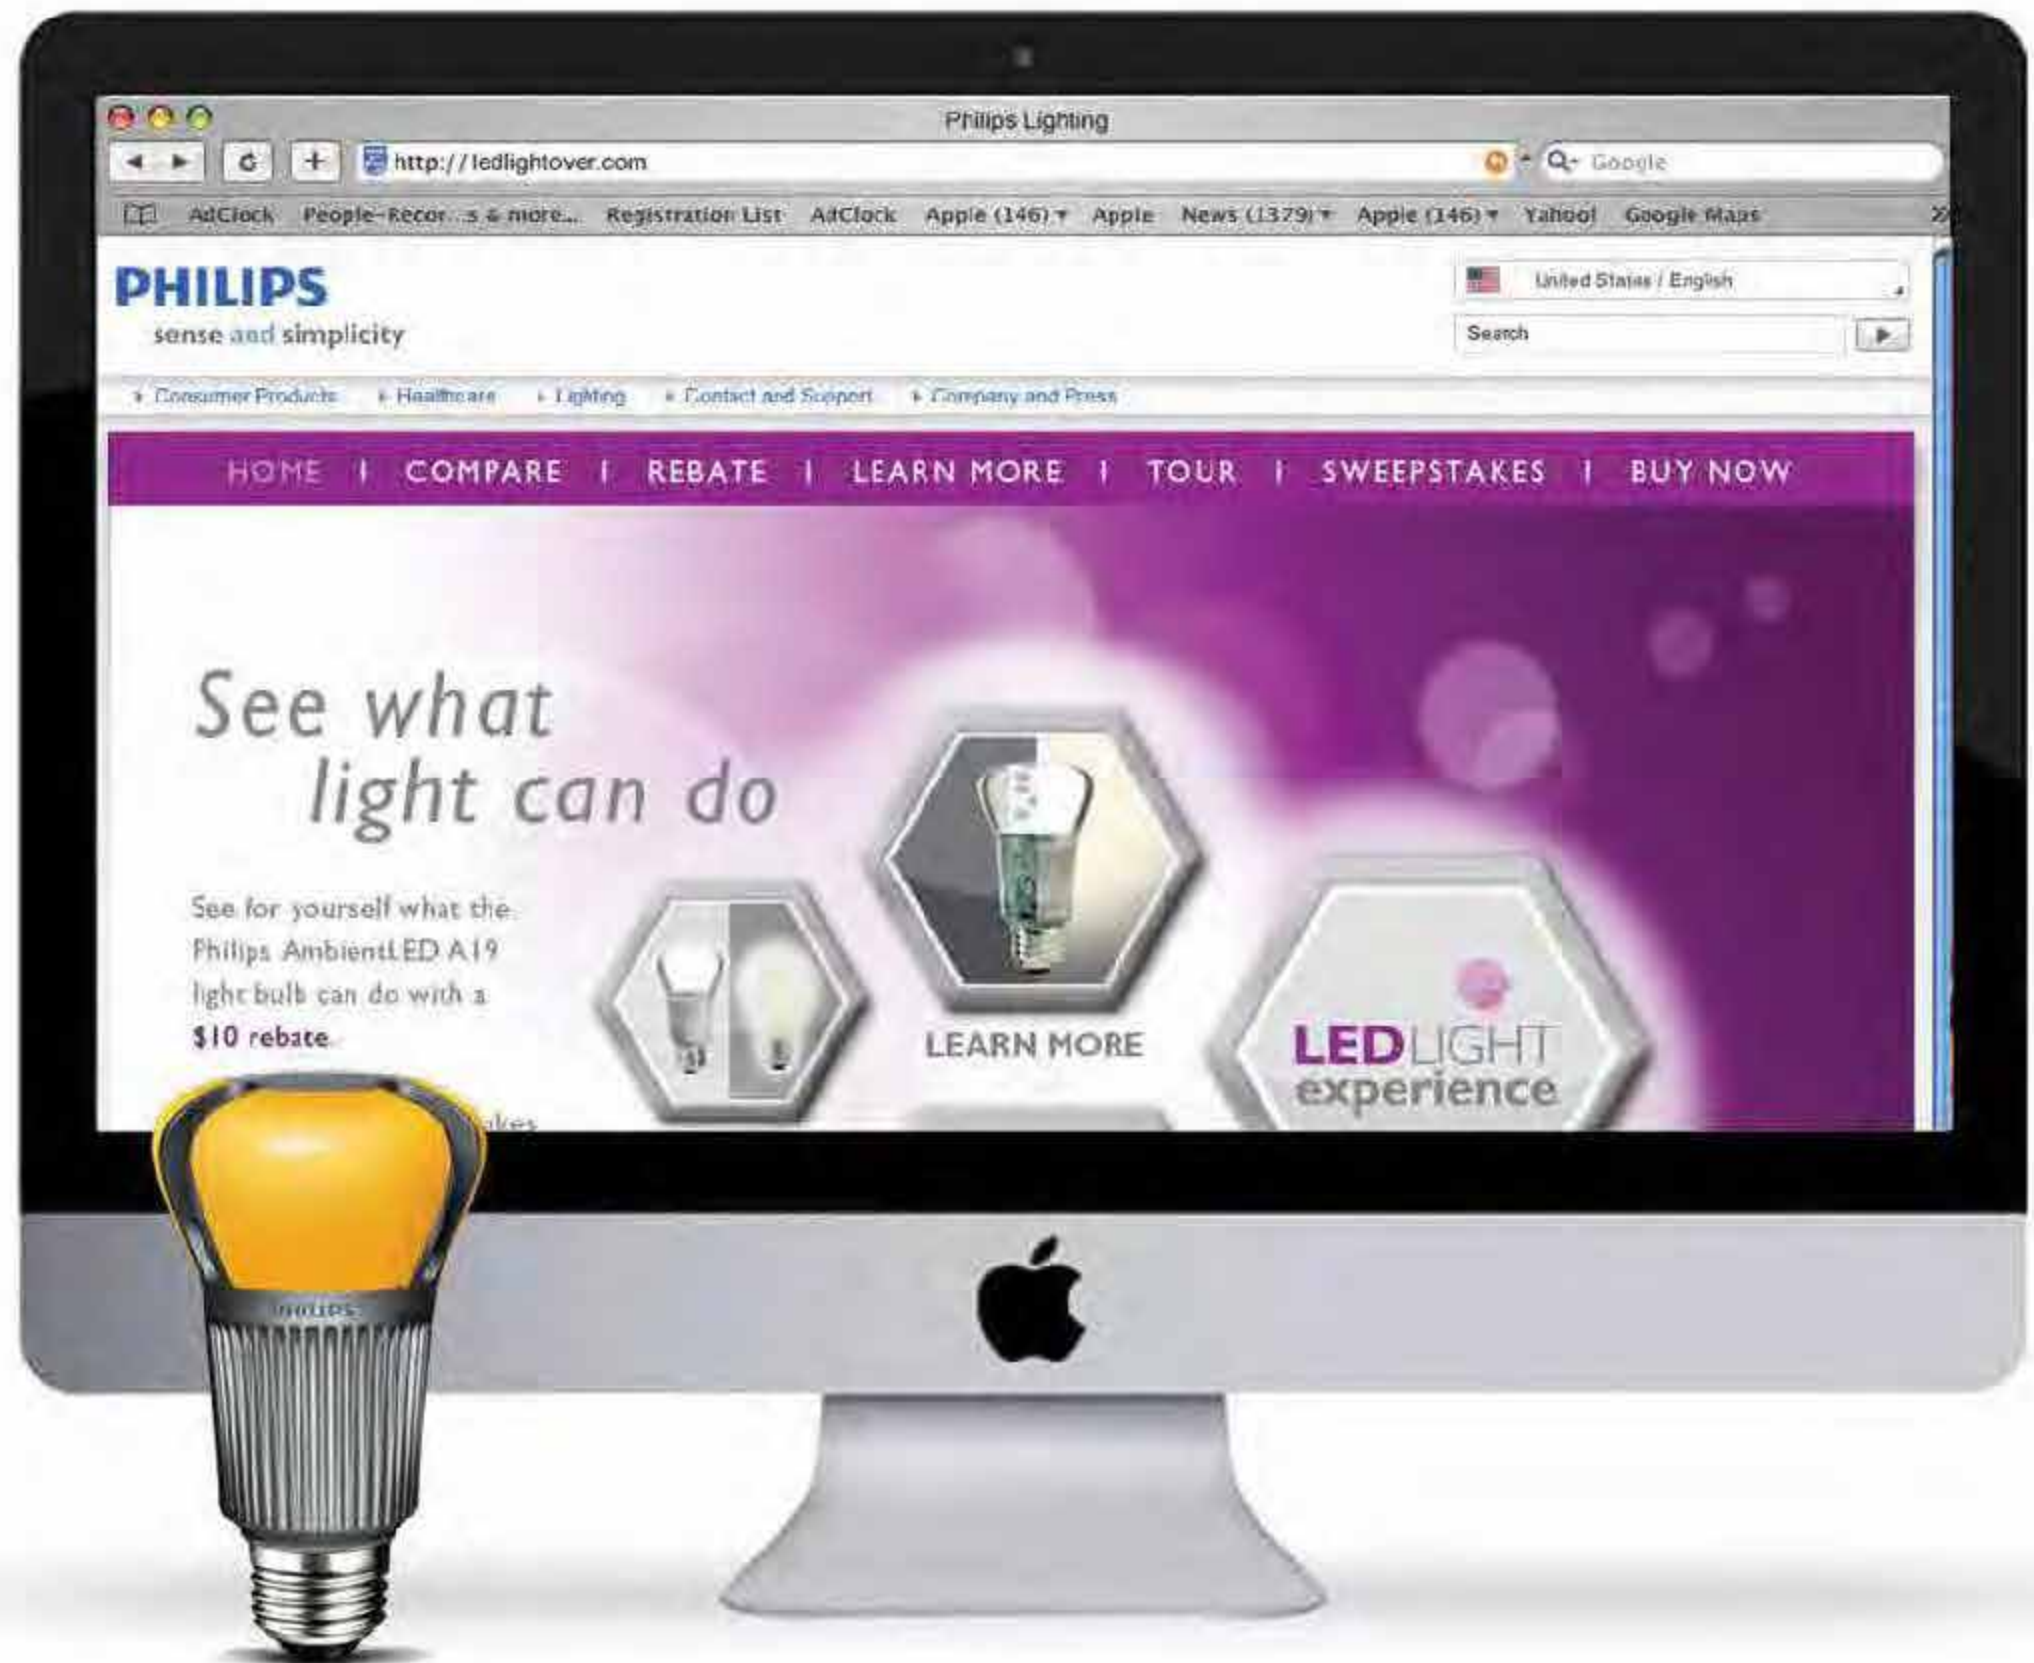 Philips Lighting
http://ledlightover.com
Google
AdClock People-Recor...s & more... Registration List AdClock Apple (146) Apple News (1379) Apple (146) Yahoo! Google Maps
PHILIPS
United States / English
sense and simplicity
Search
Consumer Products Healthcare Lighting Contact and Support Company and Press
HOME | COMPARE | REBATE | LEARN MORE | TOUR | SWEEPSTAKES | BUY NOW
See what
light can do
See for yourself what the
Philips AmbientLED A19
light bulb can do with a
$10 rebate.
LEARN MORE
LEDLIGHT
experience
PHILIPS